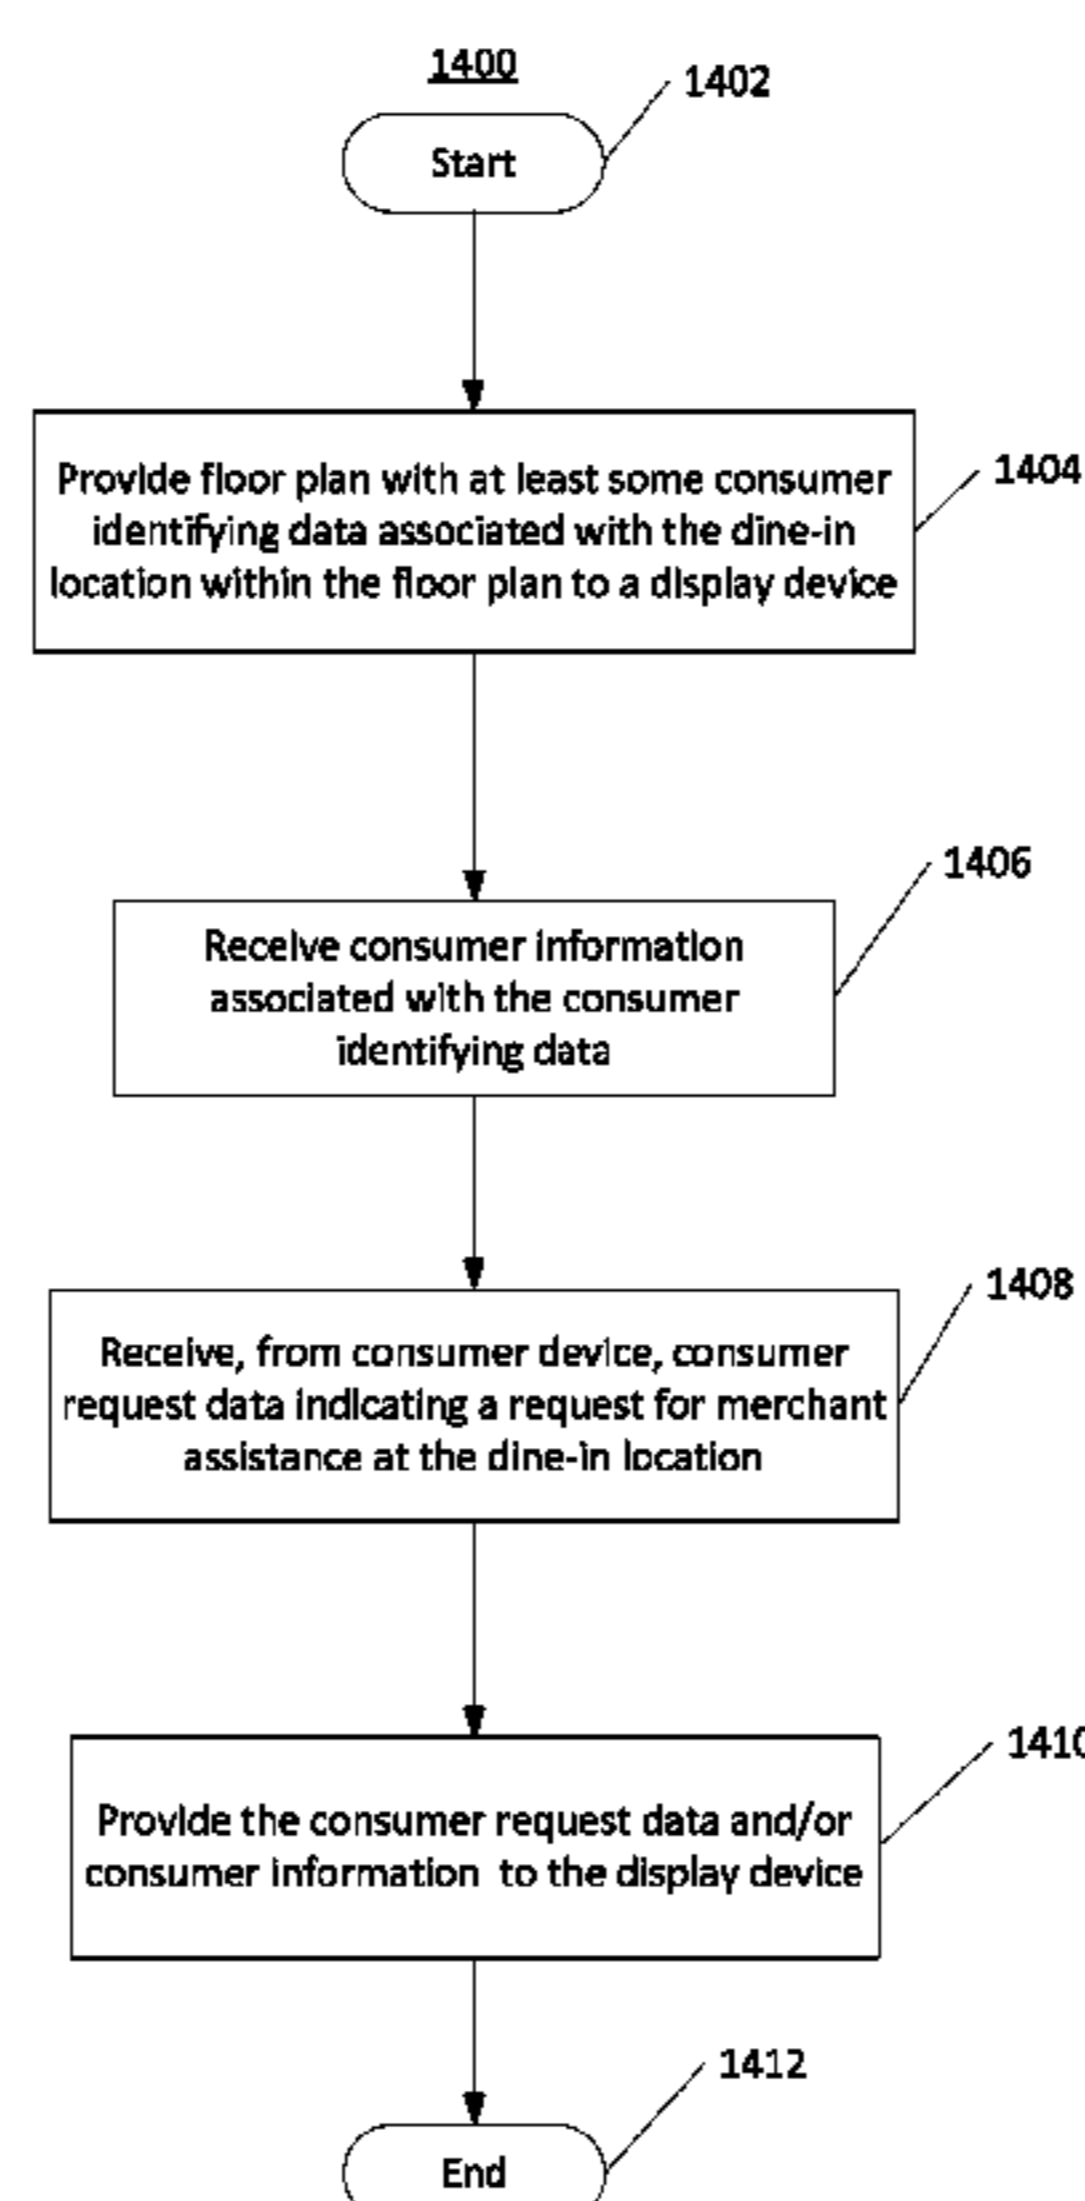 1400
1402
Start
Provide floor plan with at least some consumer
identifying data associated with the dine-in
location within the floor plan to a display device
1404
1406
Receive consumer information
associated with the consumer
identifying data
1408
Receive, from consumer device, consumer
request data indicating a request for merchant
assistance at the dine-in location
1410
Provide the consumer request data and/or
consumer information to the display device
1412
End